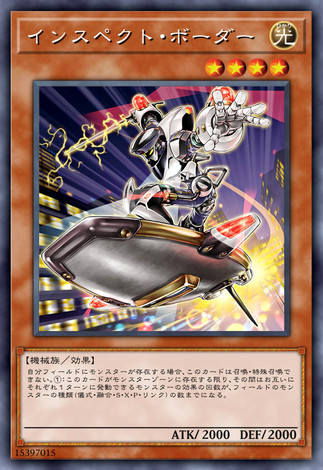 インスペクト・ボーダー
光
【機械族／効果】
自分フィールドにモンスターが存在する場合、このカードは召喚・特殊召喚で
きない。①：このカードがモンスターゾーンに存在する限り、その間はお互いにそ
れぞれ1ターンに発動できるモンスターの効果の回数が、フィールドのモン
スターの種類（儀式・融合・S・X・P・リンク）の数までになる。
ATK/ 2000 DEF/ 2000
15397015